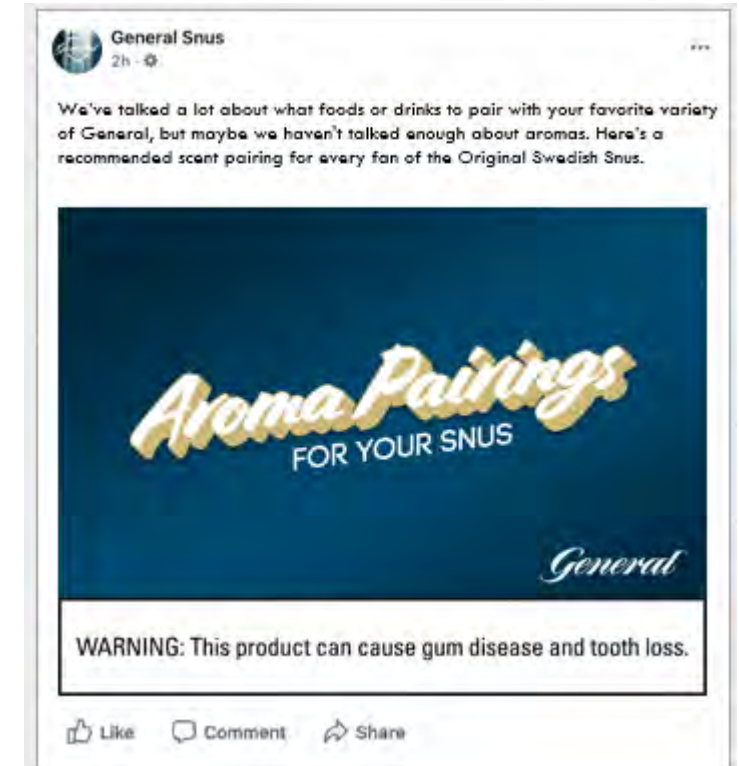 General Snus
2h
We've talked a lot about what foods or drinks to pair with your favorite variety
of General, but maybe we haven't talked enough about aromas. Here's a
recommended scent pairing for every fan of the Original Swedish Snus.
Aroma Pairings
FOR YOUR SNUS
General
WARNING: This product can cause gum disease and tooth loss.
Like Comment Share